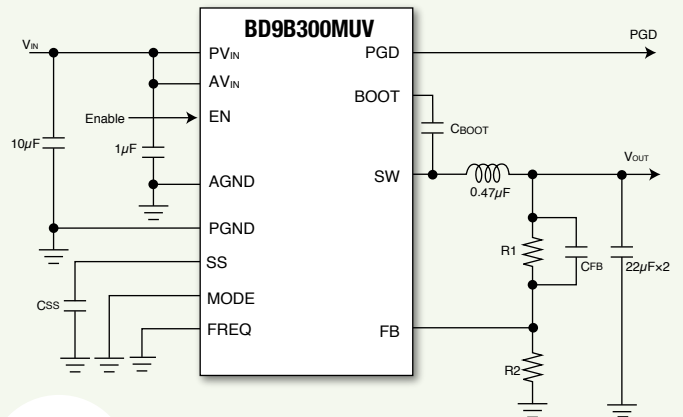 BD9B300MUV
VIN
PVIN
PGD
PGD
AVIN
BOOT
Enable
EN
CBOOT
10µF
1µF
VOUT
AGND
SW
0.47µF
PGND
R1
CFB
22µF×2
SS
CSS
MODE
FREQ
FB
R2